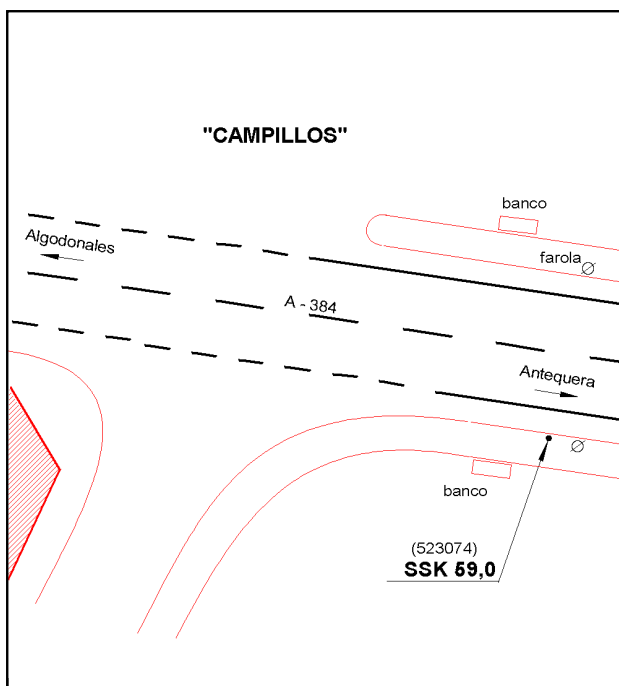 "CAMPILLOS"
banco
Algodonales
farola
A - 384
Antequera
banco
(523074)
SSK 59,0